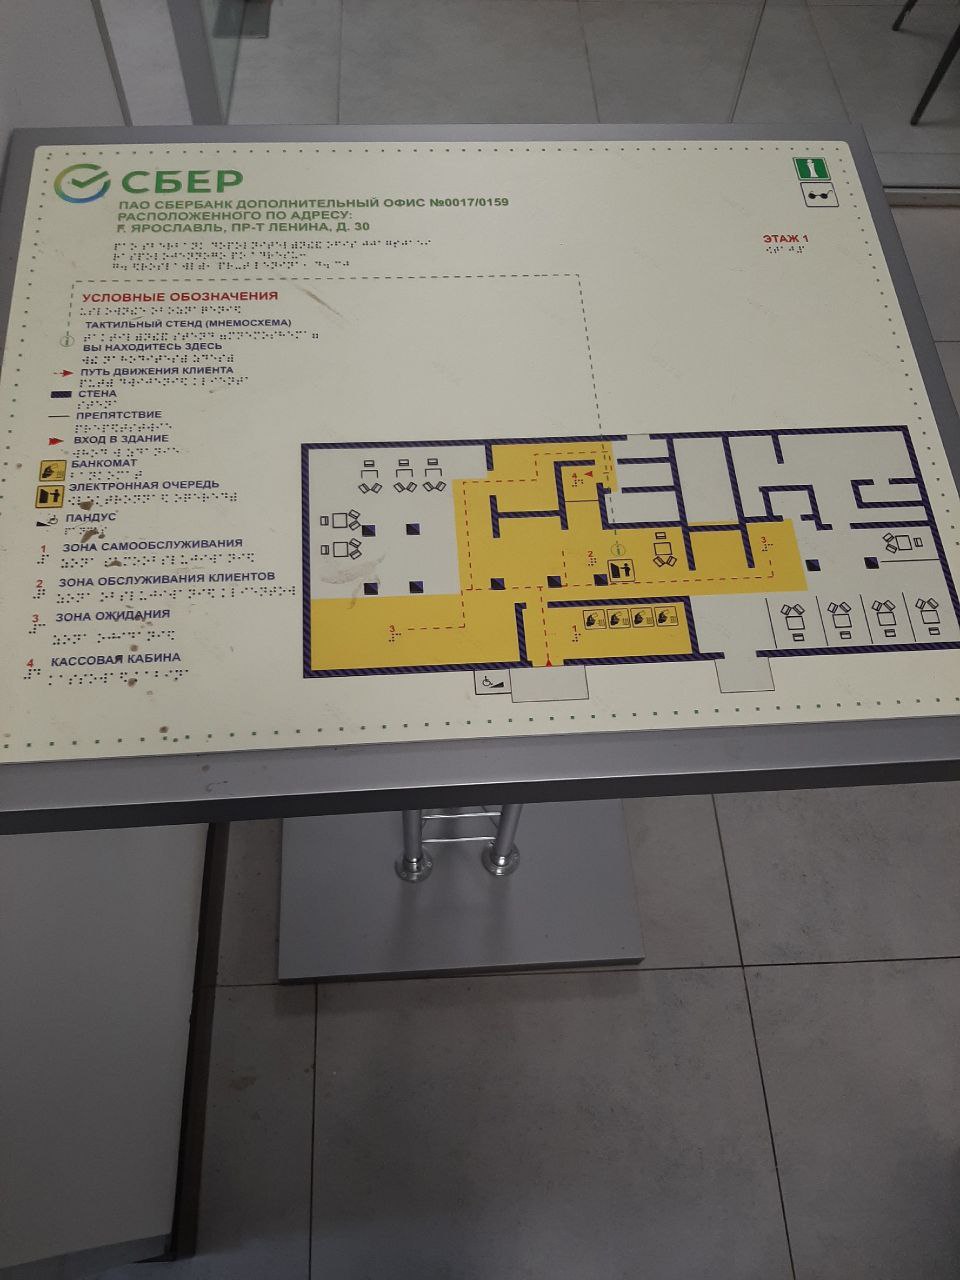 СБЕР
ПАО СБЕРБАНК ДОПОЛНИТЕЛЬНЫЙ ОФИС №0017/0159
РАСПОЛОЖЕННОГО ПО АДРЕСУ:
Г. ЯРОСЛАВЛЬ, ПР-Т ЛЕНИНА, Д. 30
ЭТАЖ 1
УСЛОВНЫЕ ОБОЗНАЧЕНИЯ
ТАКТИЛЬНЫЙ СТЕНД (МНЕМОСХЕМА)
ВЫ НАХОДИТЕСЬ ЗДЕСЬ
ПУТЬ ДВИЖЕНИЯ КЛИЕНТА
СТЕНА
ПРЕПЯТСТВИЕ
ВХОД В ЗДАНИЕ
БАНКОМАТ
ЭЛЕКТРОННАЯ ОЧЕРЕДЬ
ПАНДУС
1 ЗОНА САМООБСЛУЖИВАНИЯ
2 ЗОНА ОБСЛУЖИВАНИЯ КЛИЕНТОВ
3 ЗОНА ОЖИДАНИЯ
4 КАССОВАЯ КАБИНА
4
3
2
3
1